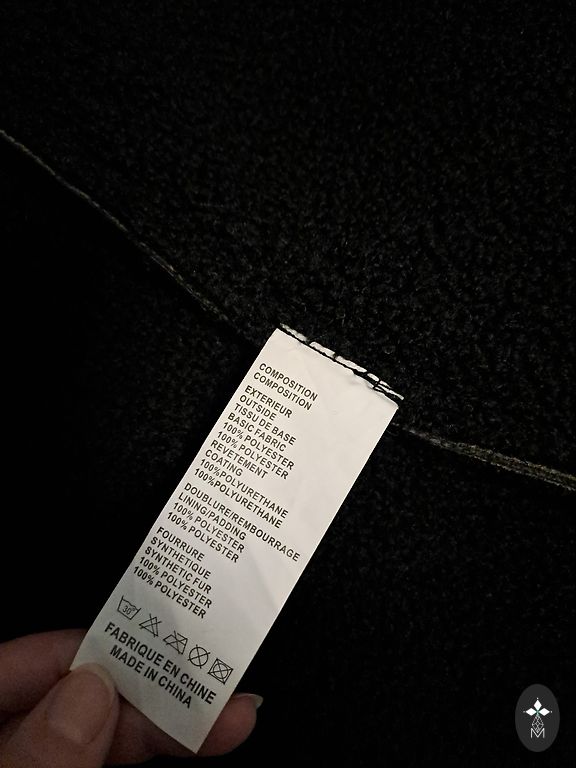 COMPOSITION
COMPOSITION
EXTERIEUR
OUTSIDE
TISSU DE BASE
BASIC FABRIC
100% POLYESTER
100% POLYESTER
REVETEMENT
COATING
100%POLYURETHANE
100%POLYURETHANE
DOUBLURE/REMBOURRAGE
LINING/PADDING
100% POLYESTER
100% POLYESTER
FOURRURE
SYNTHETIQUE
SYNTHETIC FUR
100% POLYESTER
100% POLYESTER
30°
FABRIQUE EN CHINE
MADE IN CHINA
M